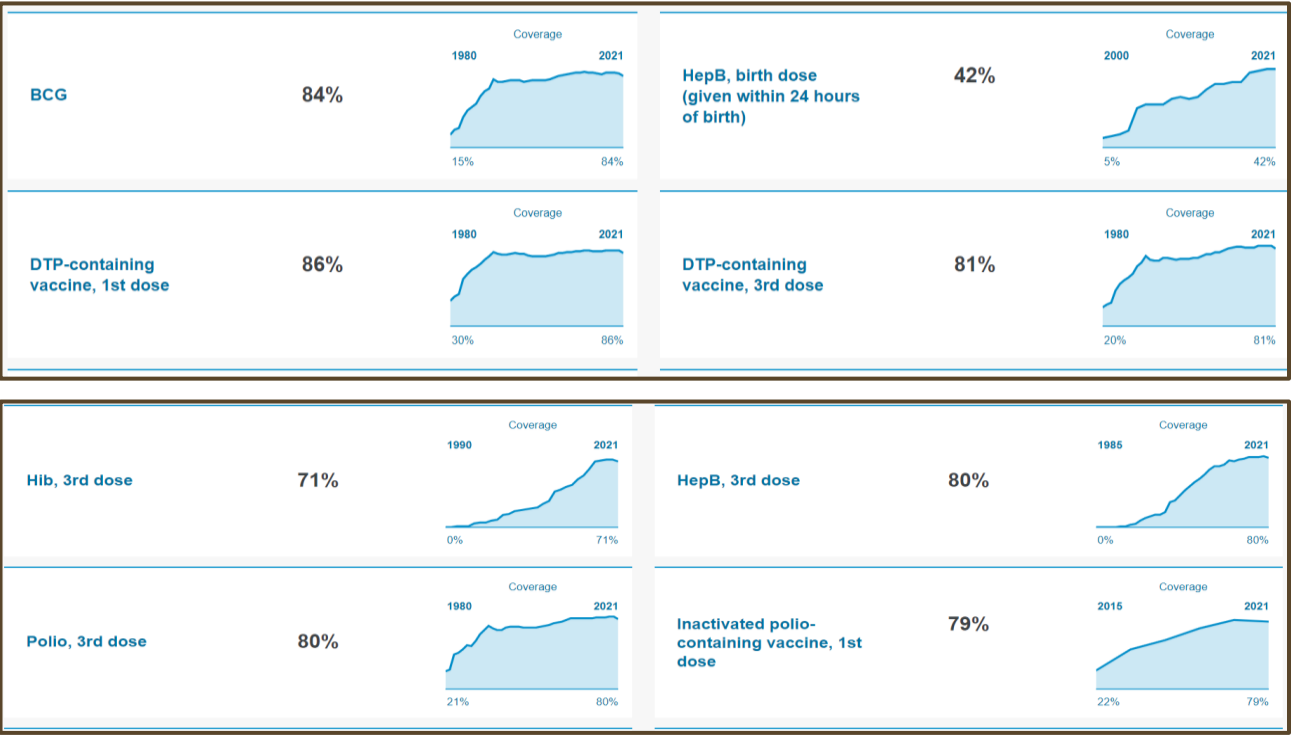 Coverage
1980 2021
BCG
84%
15% 84%
Coverage
2000 2021
HepB, birth dose
(given within 24 hours
of birth)
42%
5% 42%
Coverage
1980 2021
DTP-containing
vaccine, 1st dose
86%
30% 86%
Coverage
1980 2021
DTP-containing
vaccine, 3rd dose
81%
20% 81%
Coverage
1990 2021
Hib, 3rd dose
71%
0% 71%
Coverage
1985 2021
HepB, 3rd dose
80%
0% 80%
Coverage
1980 2021
Polio, 3rd dose
80%
21% 80%
Coverage
2015 2021
Inactivated polio-
containing vaccine, 1st
dose
79%
22% 79%